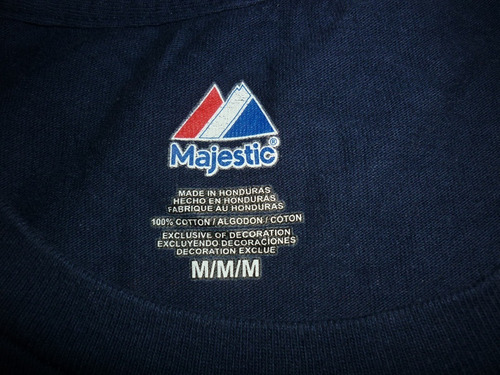 Majestic®
MADE IN HONDURAS
HECHO EN HONDURAS
FABRIQUE AU HONDURAS
100% COTTON / ALGODON / COTON
EXCLUSIVE OF DECORATION
EXCLUYENDO DECORACIONES
DECORATION EXCLUE
M/M/M